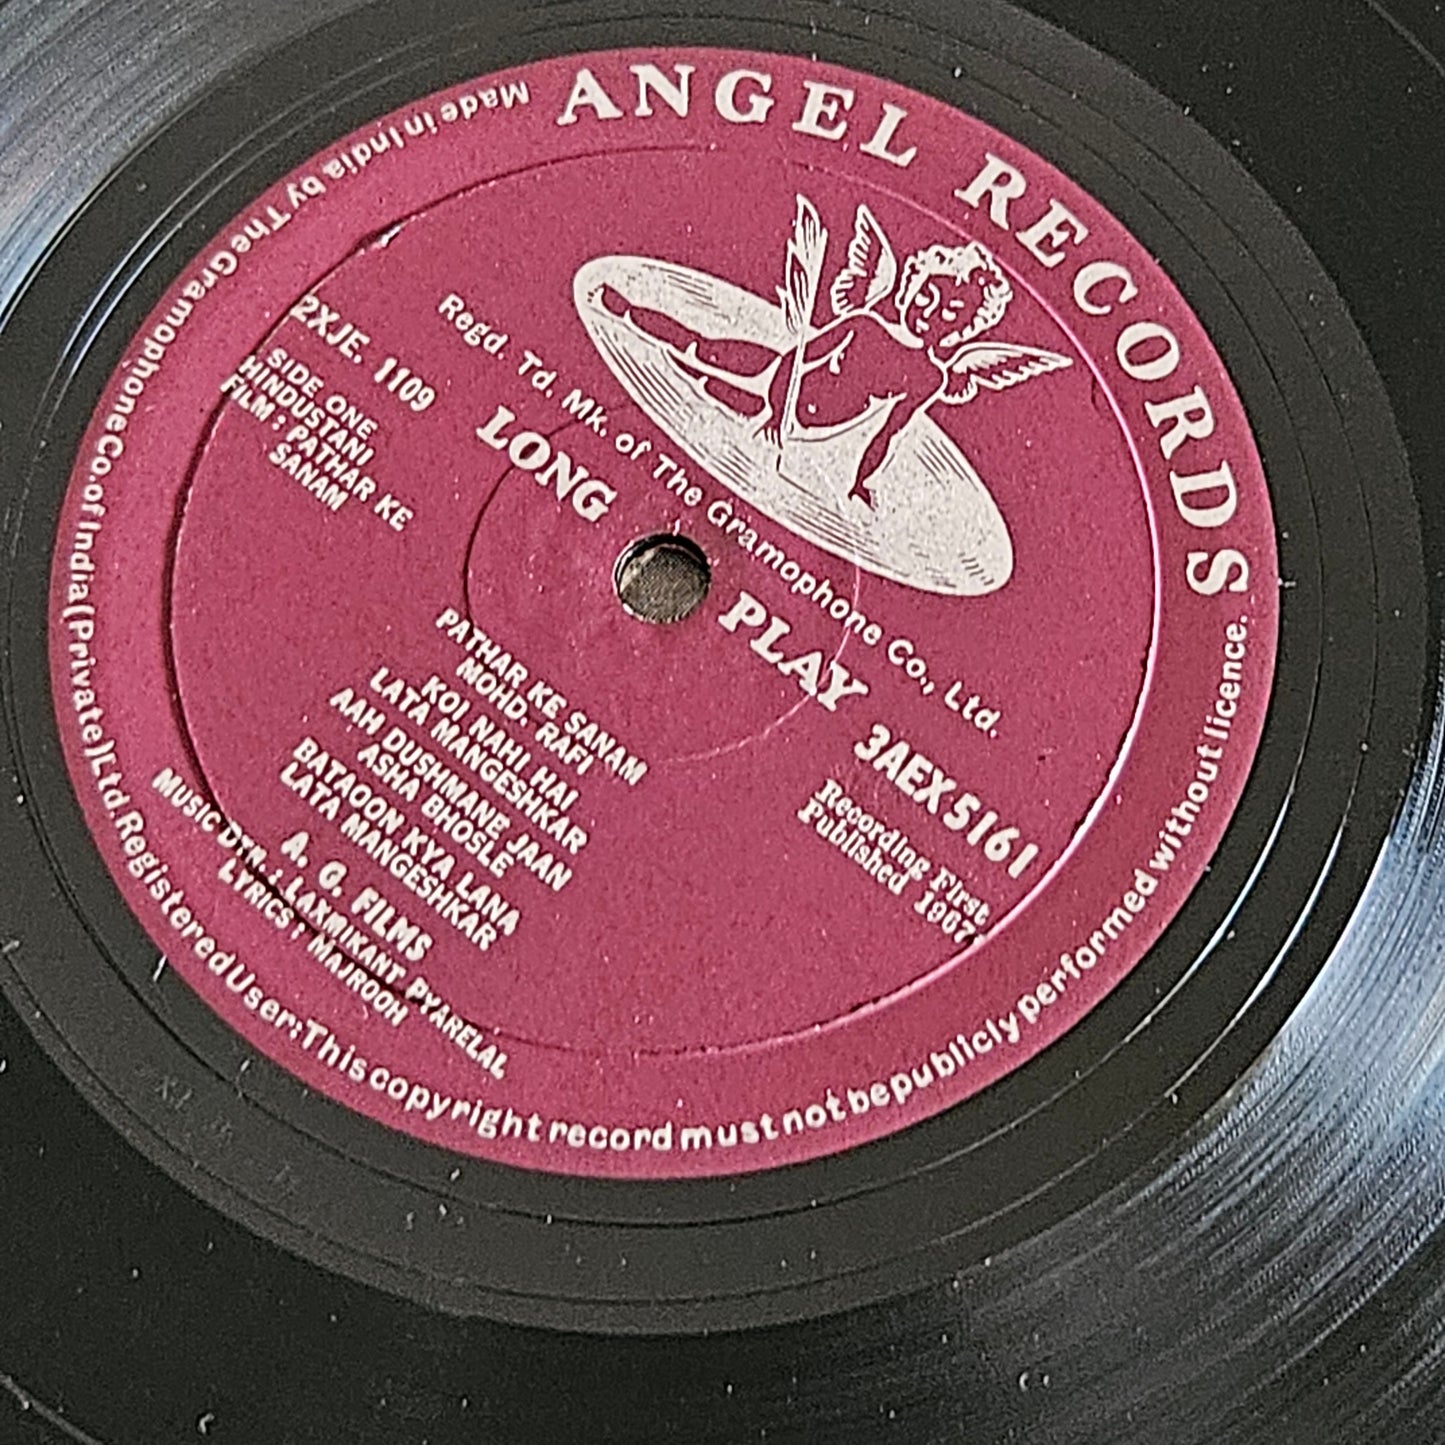 ANGEL RECORDS
Regd. Td. Mk. of The Gramophone Co., Ltd.
LONG PLAY
2XJE. 1109
SIDE ONE
HINDUSTANI
FILM : PATHAR KE
SANAM
3AEX5161
Recording First
Published 1967
PATHAR KE SANAM
MOHD. RAFI
KOI NAHI HAI
LATA MANGESHKAR
AAH DUSHMANE JAAN
ASHA BHOSLE
BATAOON KYA LANA
LATA MANGESHKAR
A. G. FILMS
MUSIC DTR. : LAXMIKANT PYARELAL
LYRICS : MAJROOH
Made in India by The Gramophone Co. of India (Private) Ltd. Registered User: This copyright record must not be publicly performed without licence.